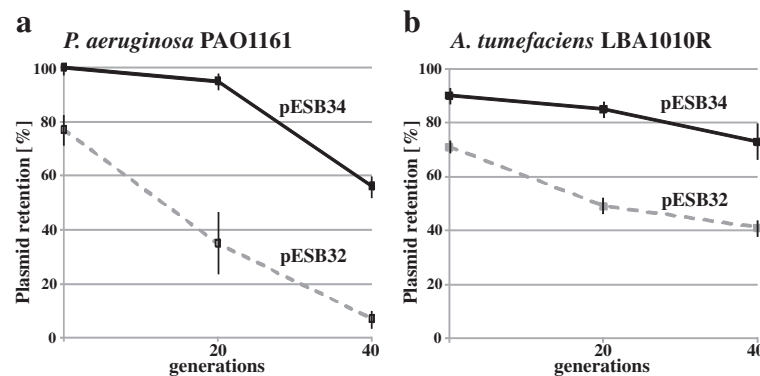 a
P. aeruginosa PAO1161
Plasmid retention [%]
100
80
60
40
20
0
pESB34
pESB32
20
40
generations
b
A. tumefaciens LBA1010R
Plasmid retention [%]
100
80
60
40
20
0
pESB34
pESB32
20
40
generations